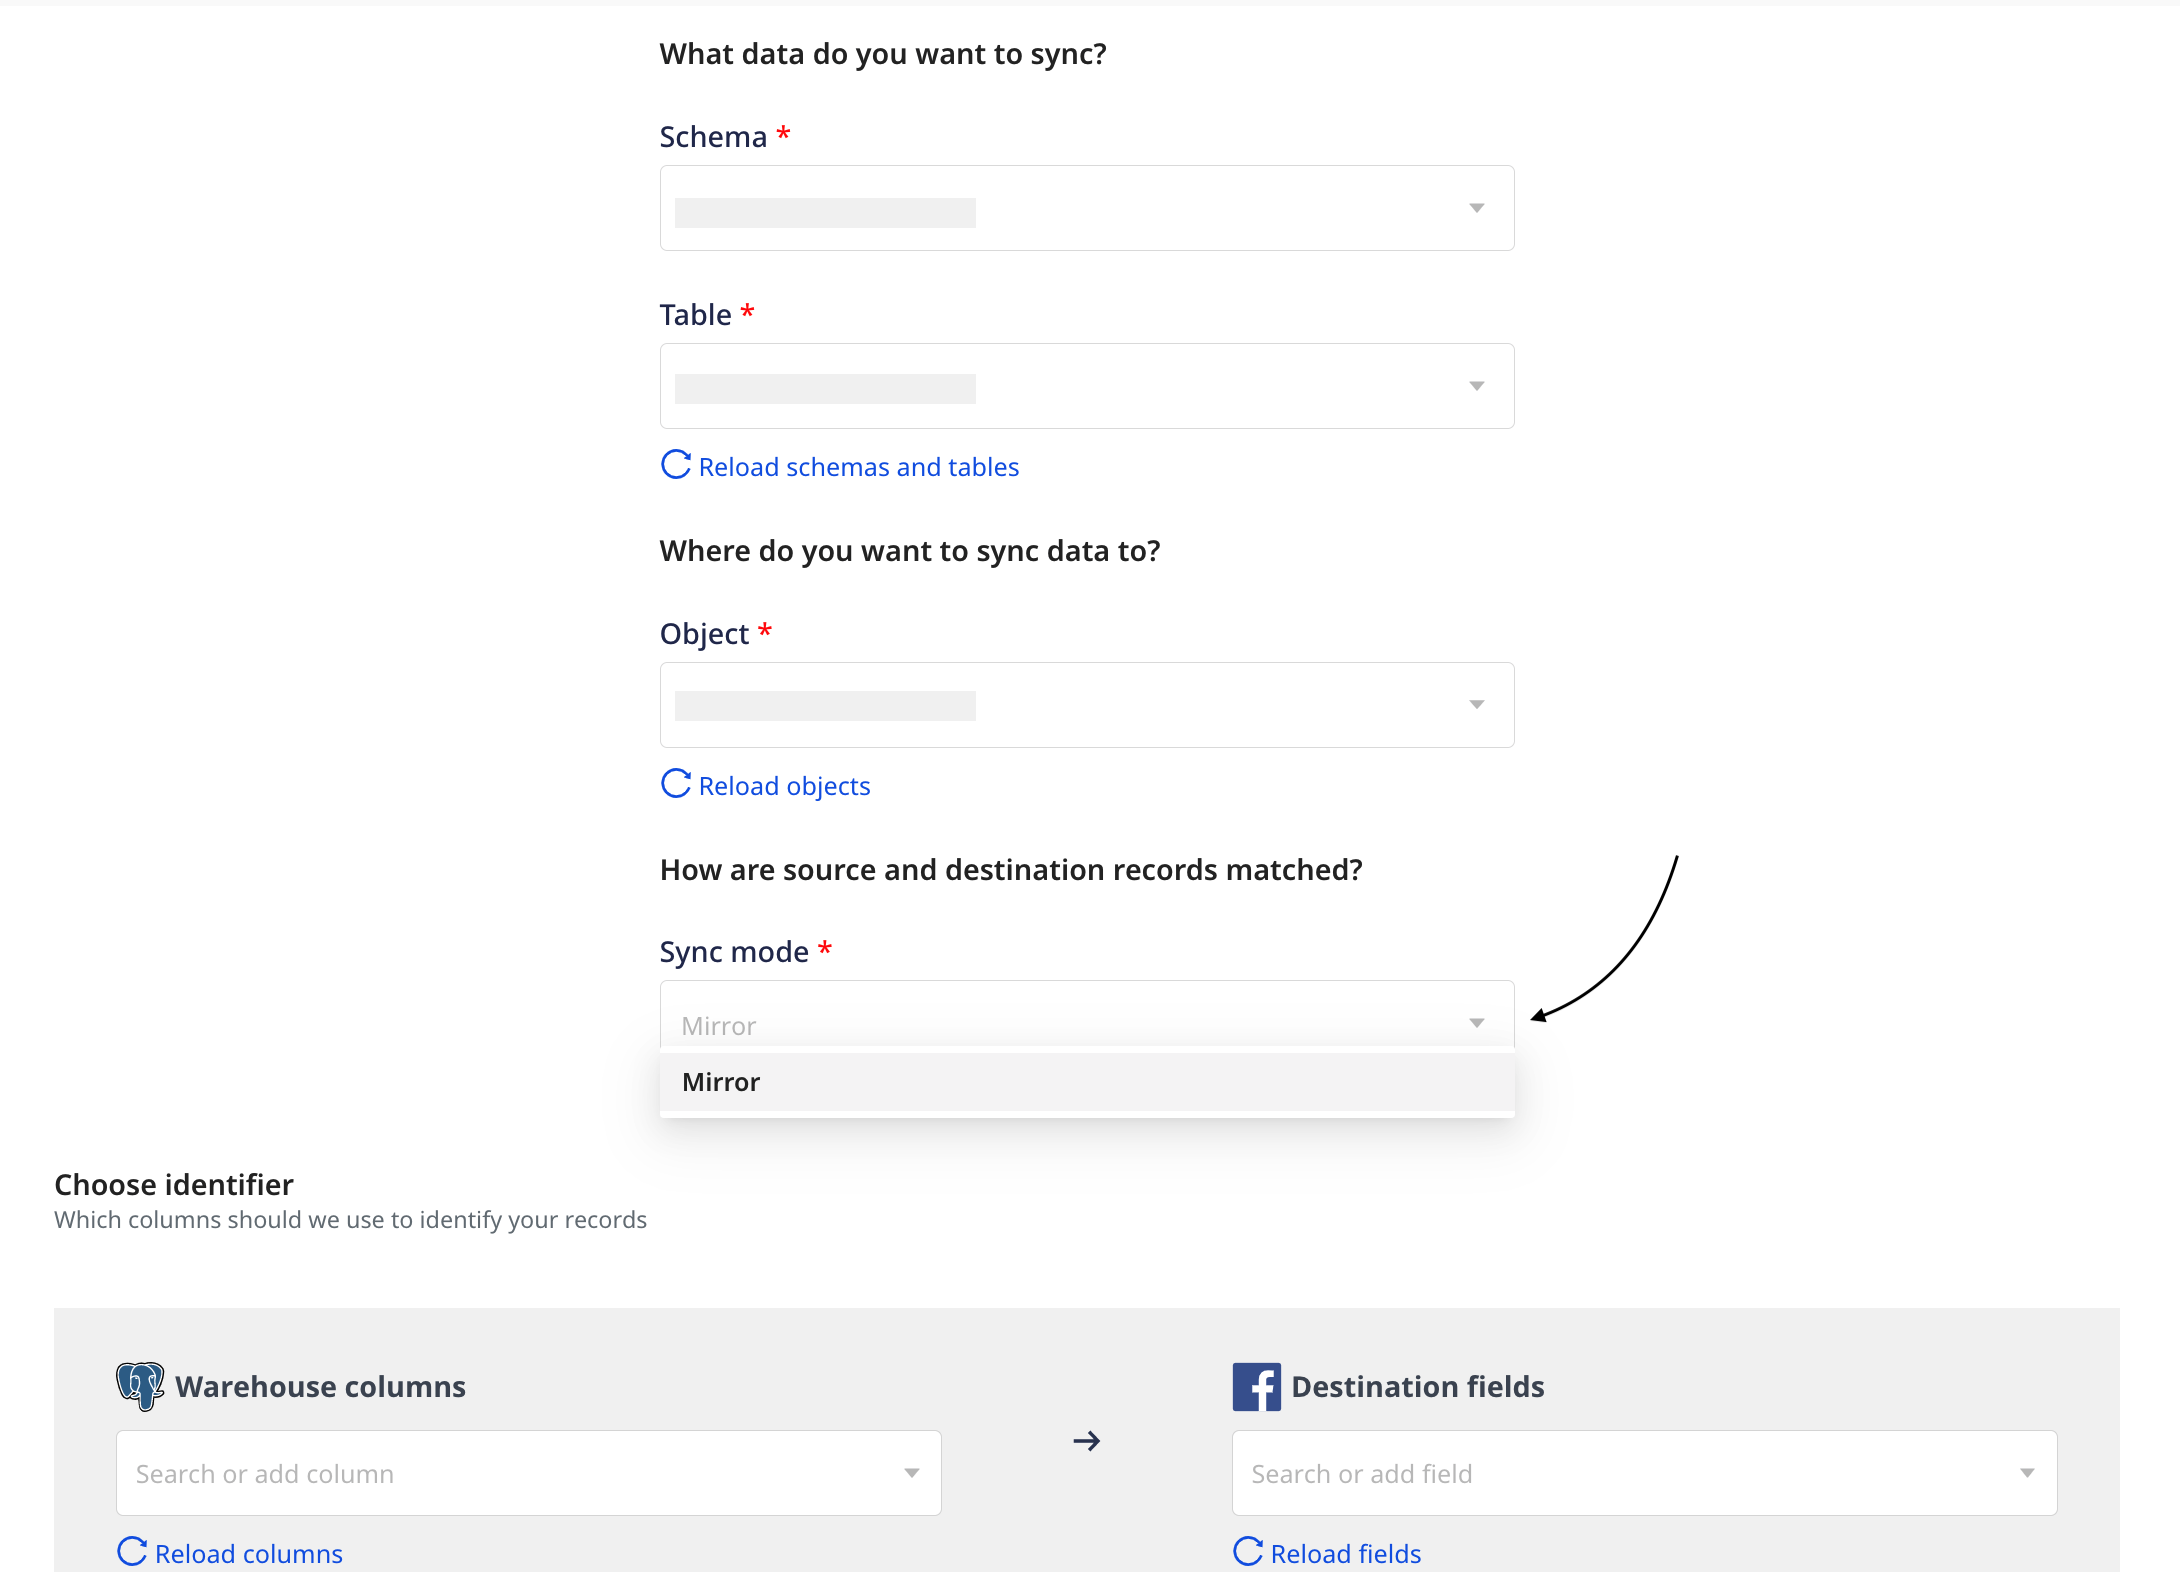 What data do you want to sync?
Schema *
Table *
Reload schemas and tables
Where do you want to sync data to?
Object *
Reload objects
How are source and destination records matched?
Sync mode *
Mirror
Mirror
Choose identifier
Which columns should we use to identify your records
Warehouse columns
Destination fields
Search or add column
Search or add field
Reload columns
Reload fields